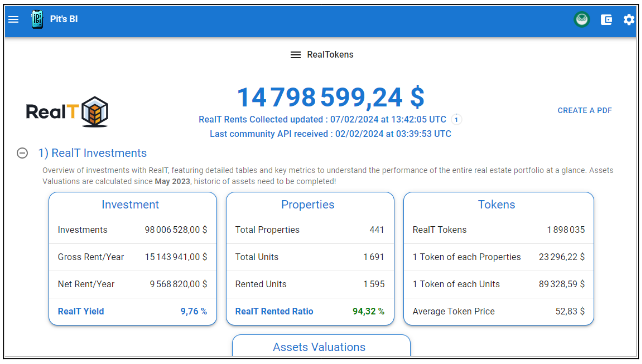 Pit's BI
RealTokens
14 798 599,24 $
RealT
RealT Rents Collected updated : 07/02/2024 at 13:42:05 UTC 1
CREATE A PDF
Last community API received : 02/02/2024 at 03:39:53 UTC
1) RealT Investments
Overview of investments with RealT, featuring detailed tables and key metrics to understand the performance of the entire real estate portfolio at a glance. Assets
Valuations are calculated since May 2023, historic of assets need to be completed!
Investment
Investments 98 006 528,00 $
Gross Rent/Year 15 143 941,00 $
Net Rent/Year 9 568 820,00 $
RealT Yield 9,76 %
Properties
Total Properties 441
Total Units 1 691
Rented Units 1 595
RealT Rented Ratio 94,32 %
Tokens
RealT Tokens 1 898 035
1 Token of each Properties 23 296,22 $
1 Token of each Units 89 328,59 $
Average Token Price 52,83 $
Assets Valuations